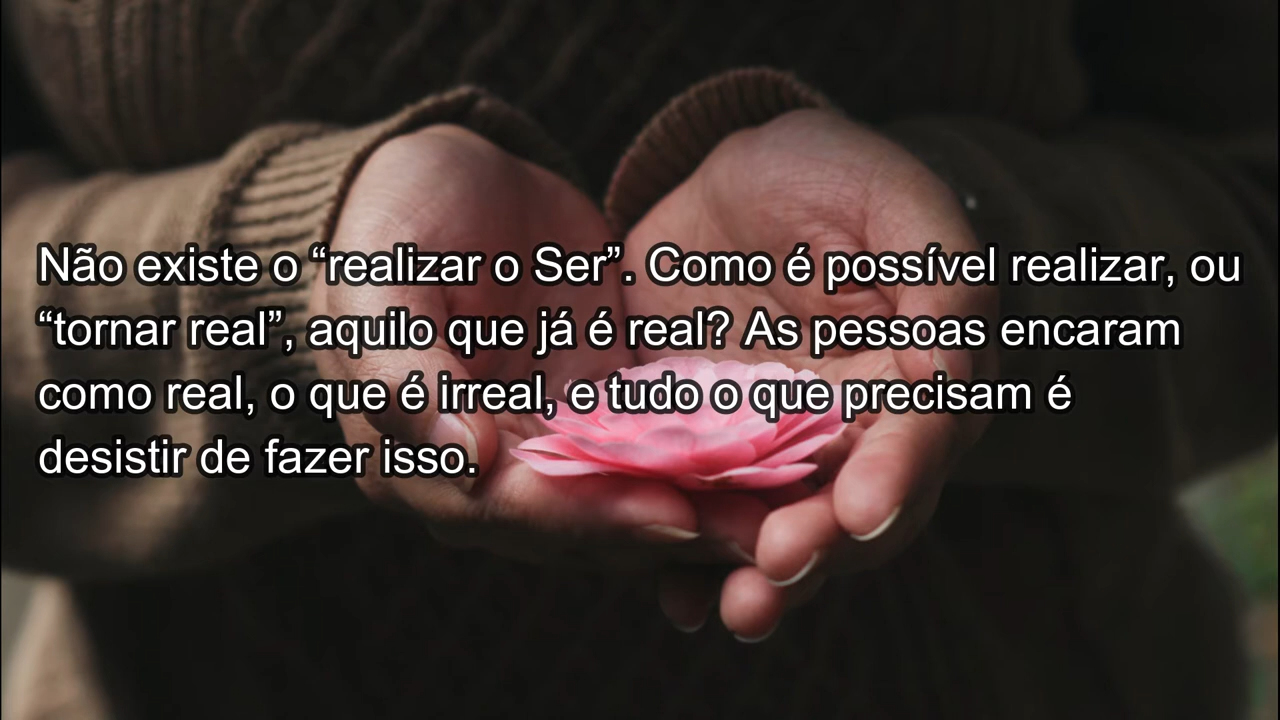 Não existe o “realizar o Ser”. Como é possível realizar, ou
“tornar real”, aquilo que já é real? As pessoas encaram
como real, o que é irreal, e tudo o que precisam é
desistir de fazer isso.